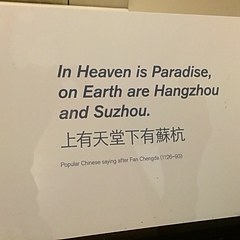 In Heaven is Paradise,
on Earth are Hangzhou
and Suzhou.
上有天堂下有蘇杭
Popular Chinese saying after Fan Chengda (1126–93)